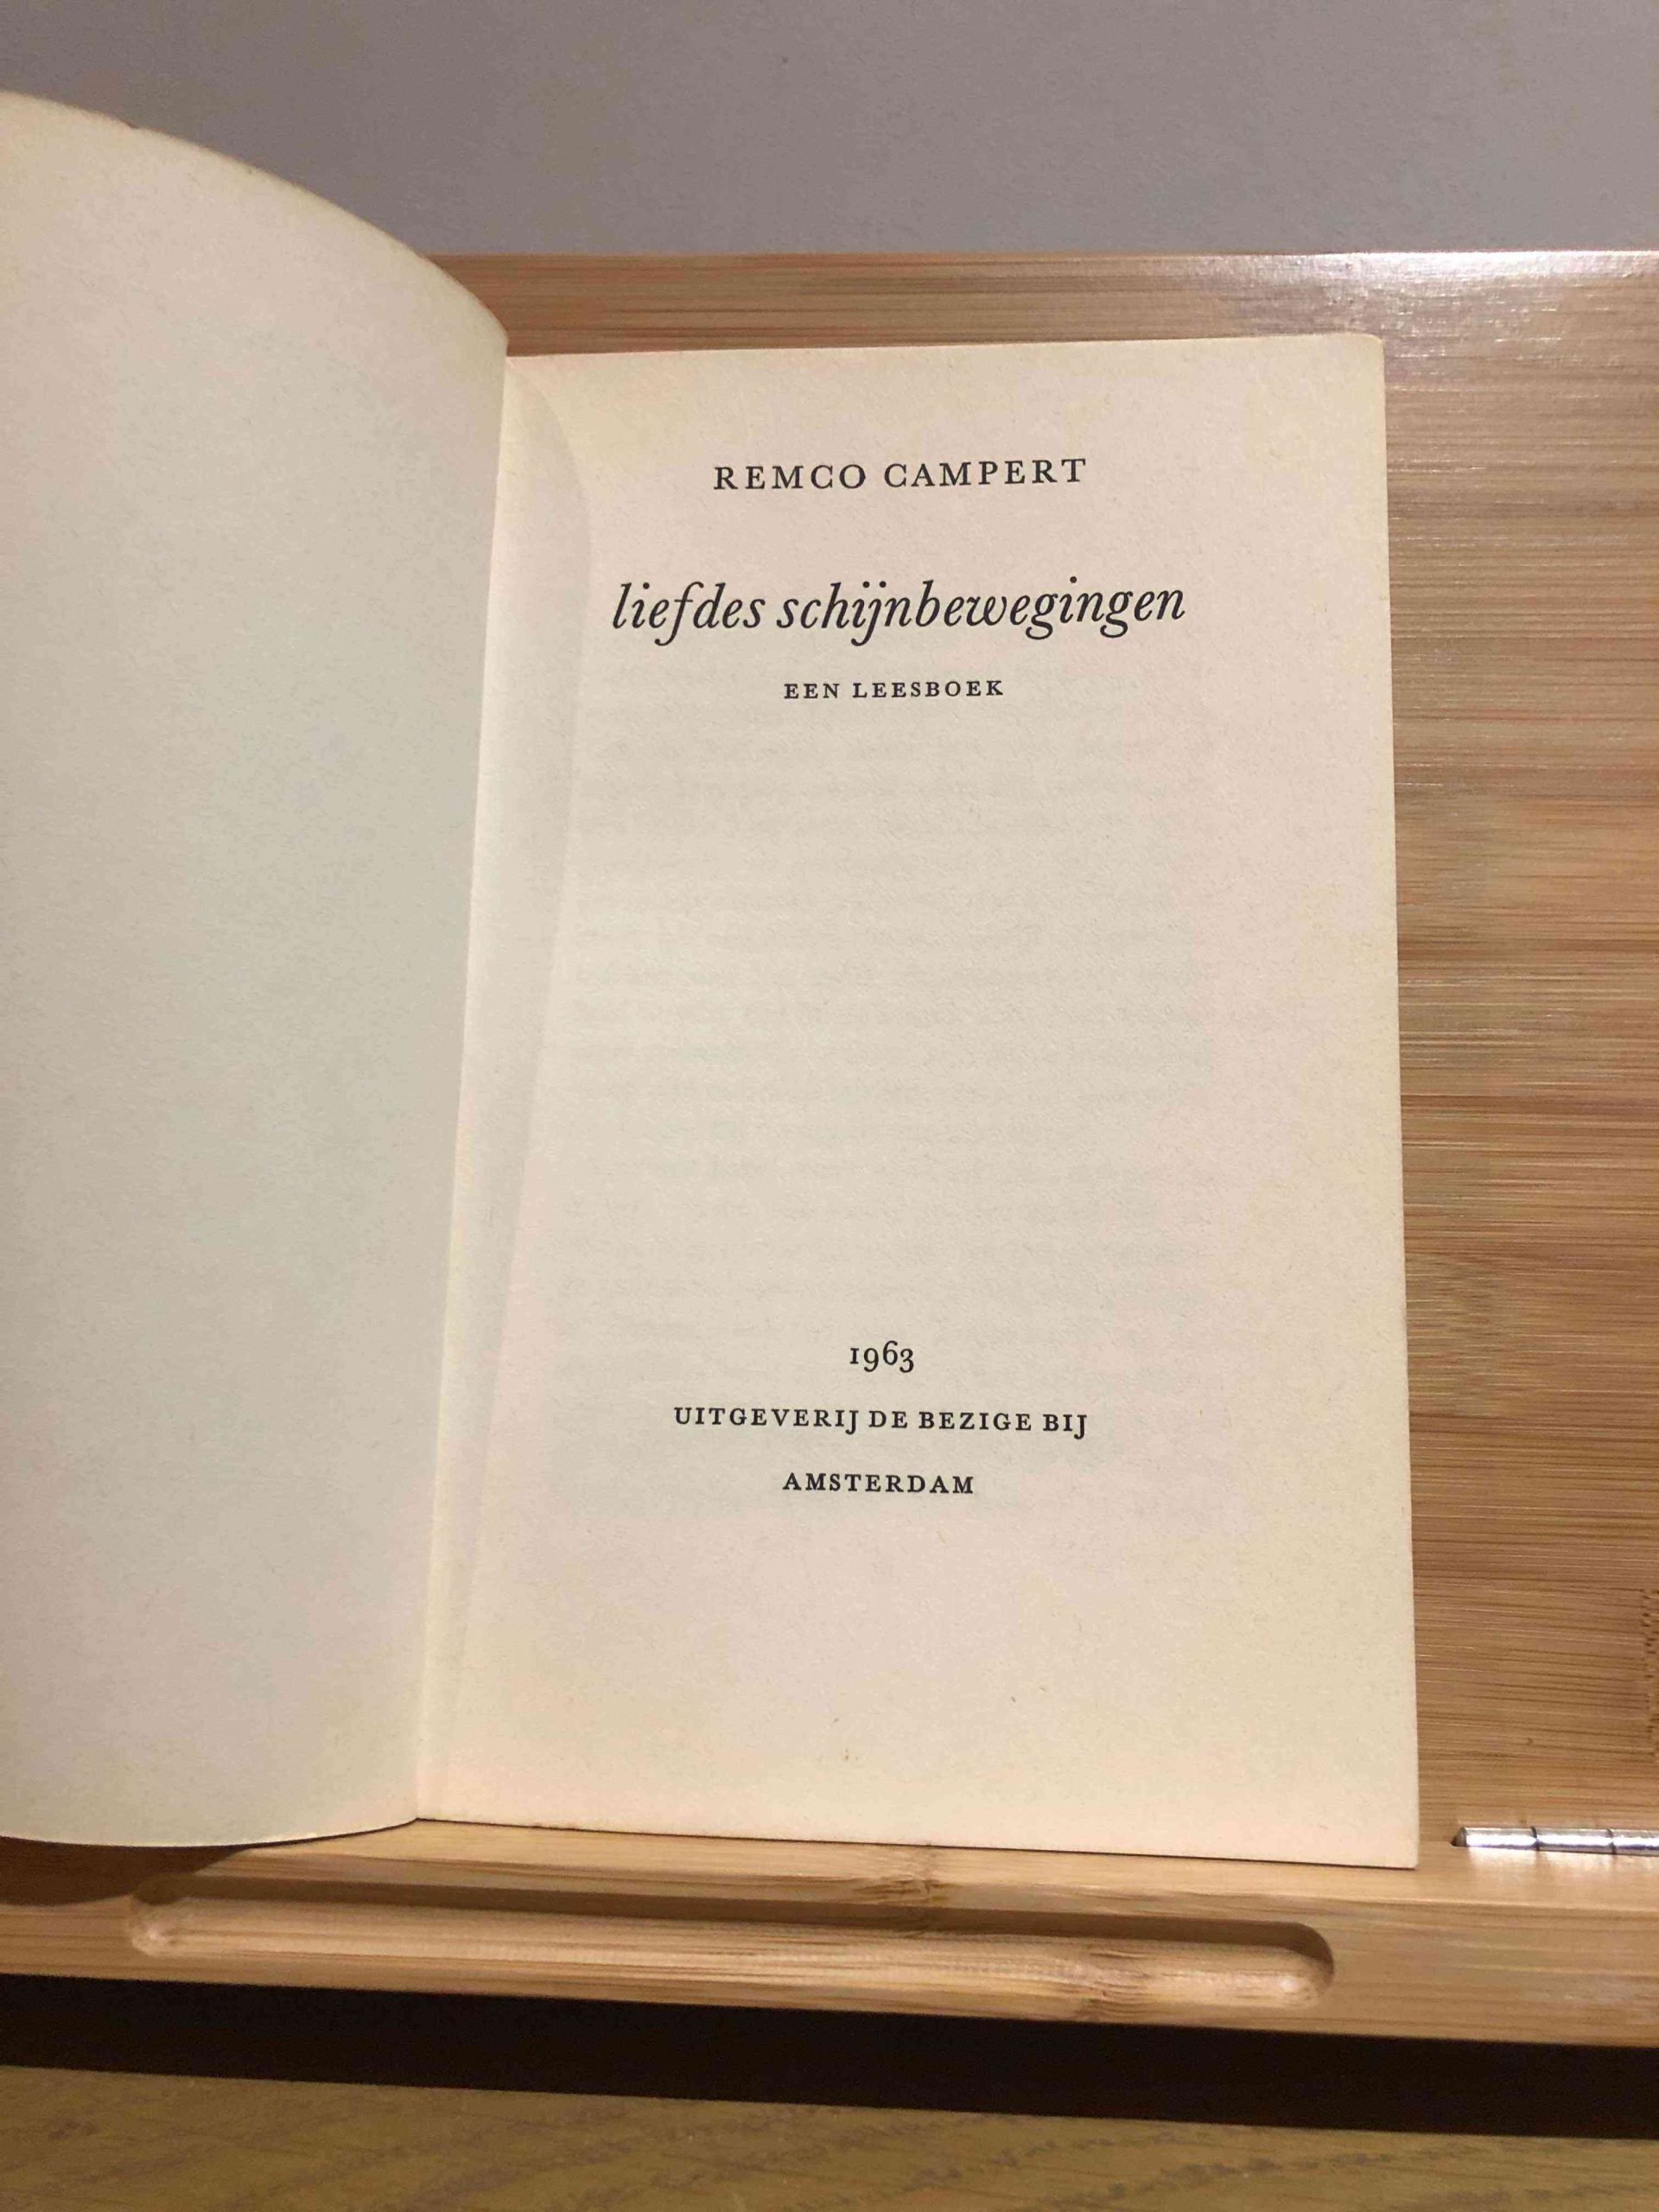 REMCO CAMPERT
liefdes schijnbewegingen
EEN LEESBOEK
1963
UITGEVERIJ DE BEZIGE BIJ
AMSTERDAM